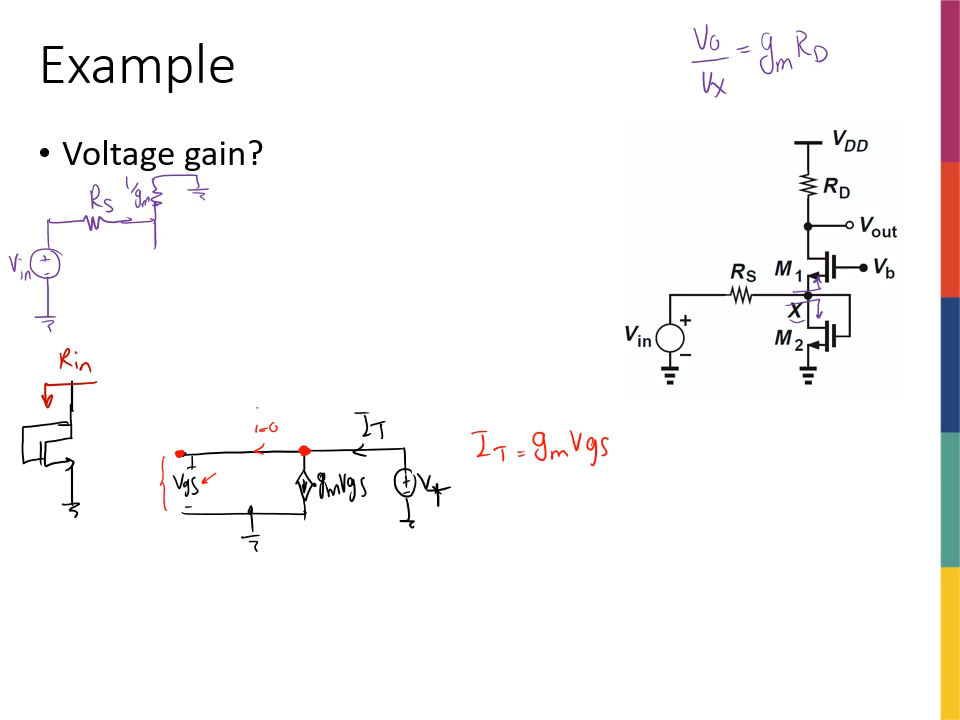 Example
Vo/Vx = gmRD
• Voltage gain?
VDD
RD
Vout
M1
Vb
RS
X
M2
Vin
+
−
Rs
1/gm
Vin
+
-
Rin
i=0
IT
IT = gmVgs
+
Vgs
-
gmVgs
+
-
VT